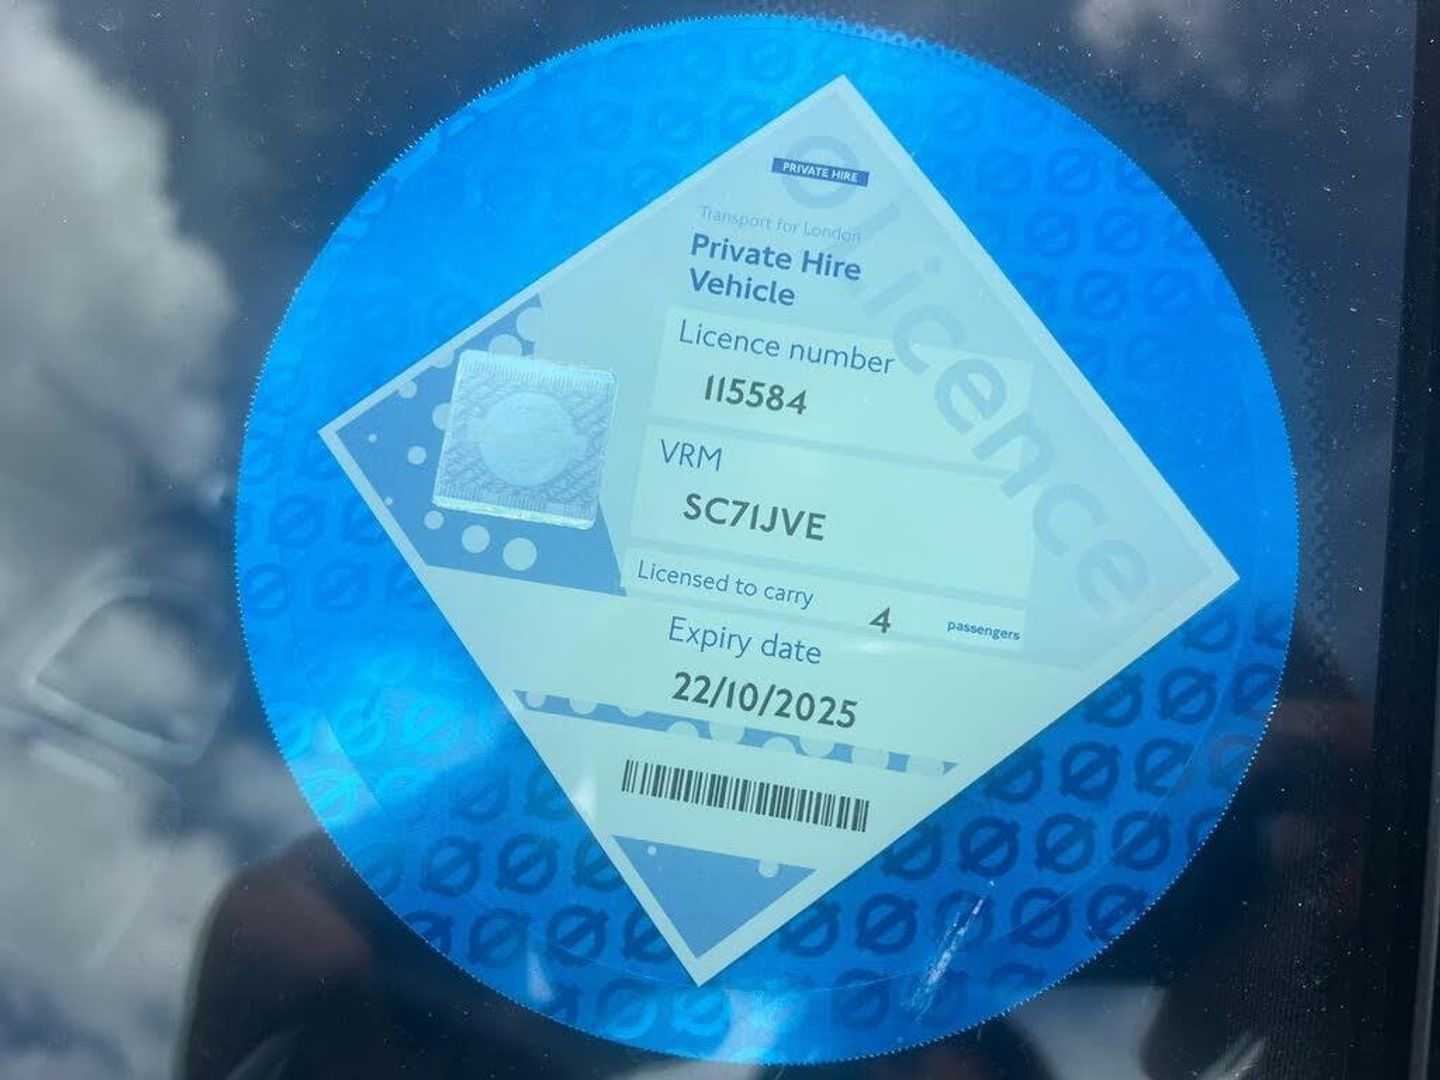 PRIVATE HIRE
Transport for London
Private Hire
Vehicle
Licence number
115584
VRM
SC71JVE
Licensed to carry 4 passengers
Expiry date
22/10/2025
Licence